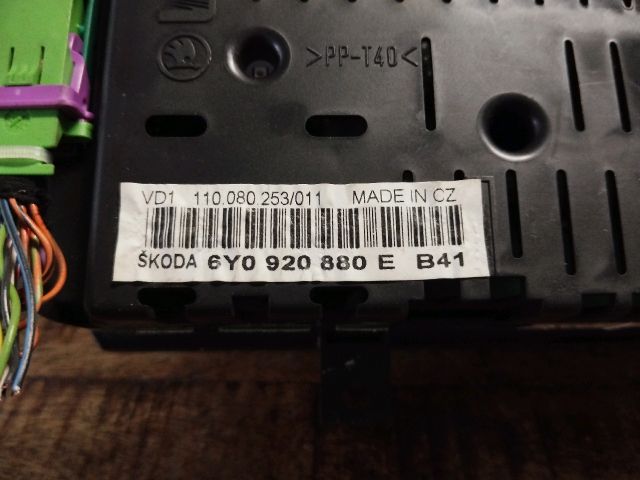 >PP-T40<
VD1 110.080.253/011 MADE IN CZ
ŠKODA 6Y0 920 880 E B41